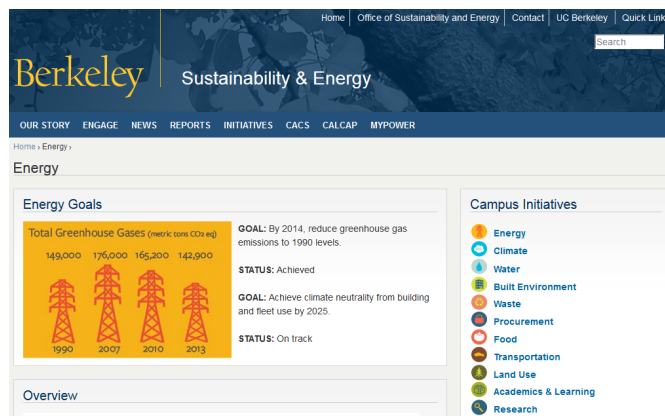 Home | Office of Sustainability and Energy | Contact | UC Berkeley | Quick Link
Search
Berkeley
Sustainability & Energy
OUR STORY ENGAGE NEWS REPORTS INITIATIVES CACS CALCAP MYPOWER
Home › Energy ›
Energy
Energy Goals
Total Greenhouse Gases (metric tons CO2 eq)
149,000 176,000 165,200 142,900
1990 2007 2010 2013
GOAL: By 2014, reduce greenhouse gas
emissions to 1990 levels.
STATUS: Achieved
GOAL: Achieve climate neutrality from building
and fleet use by 2025.
STATUS: On track
Overview
Campus Initiatives
Energy
Climate
Water
Built Environment
Waste
Procurement
Food
Transportation
Land Use
Academics & Learning
Research